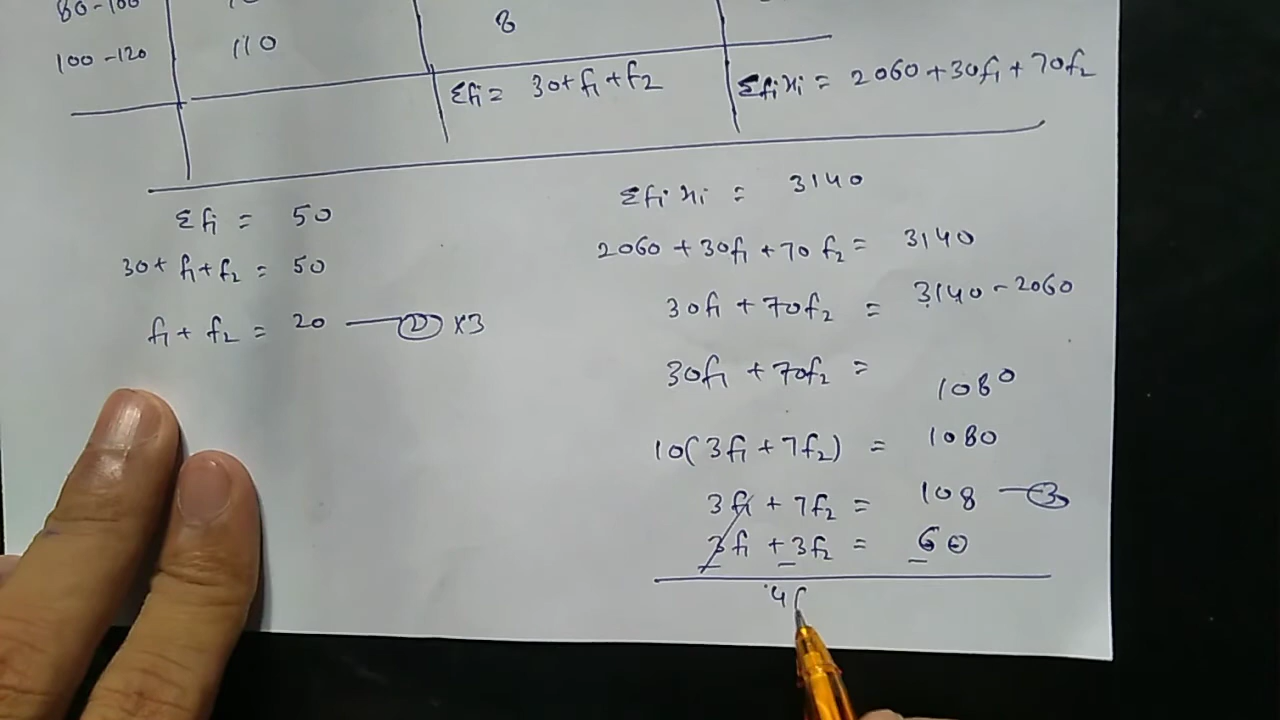 80-100
8
100-120 110
Σfi = 30+f1+f2 Σfixi = 2060+30f1+70f2
Σfi = 50
30+f1+f2 = 50
f1+f2 = 20 — ② ×3
Σfixi = 3140
2060+30f1+70f2 = 3140
30f1+70f2 = 3140-2060
30f1+70f2 = 1080
10(3f1+7f2) = 1080
3f1+7f2 = 108 — ③
3f1+3f2 = 60
4f